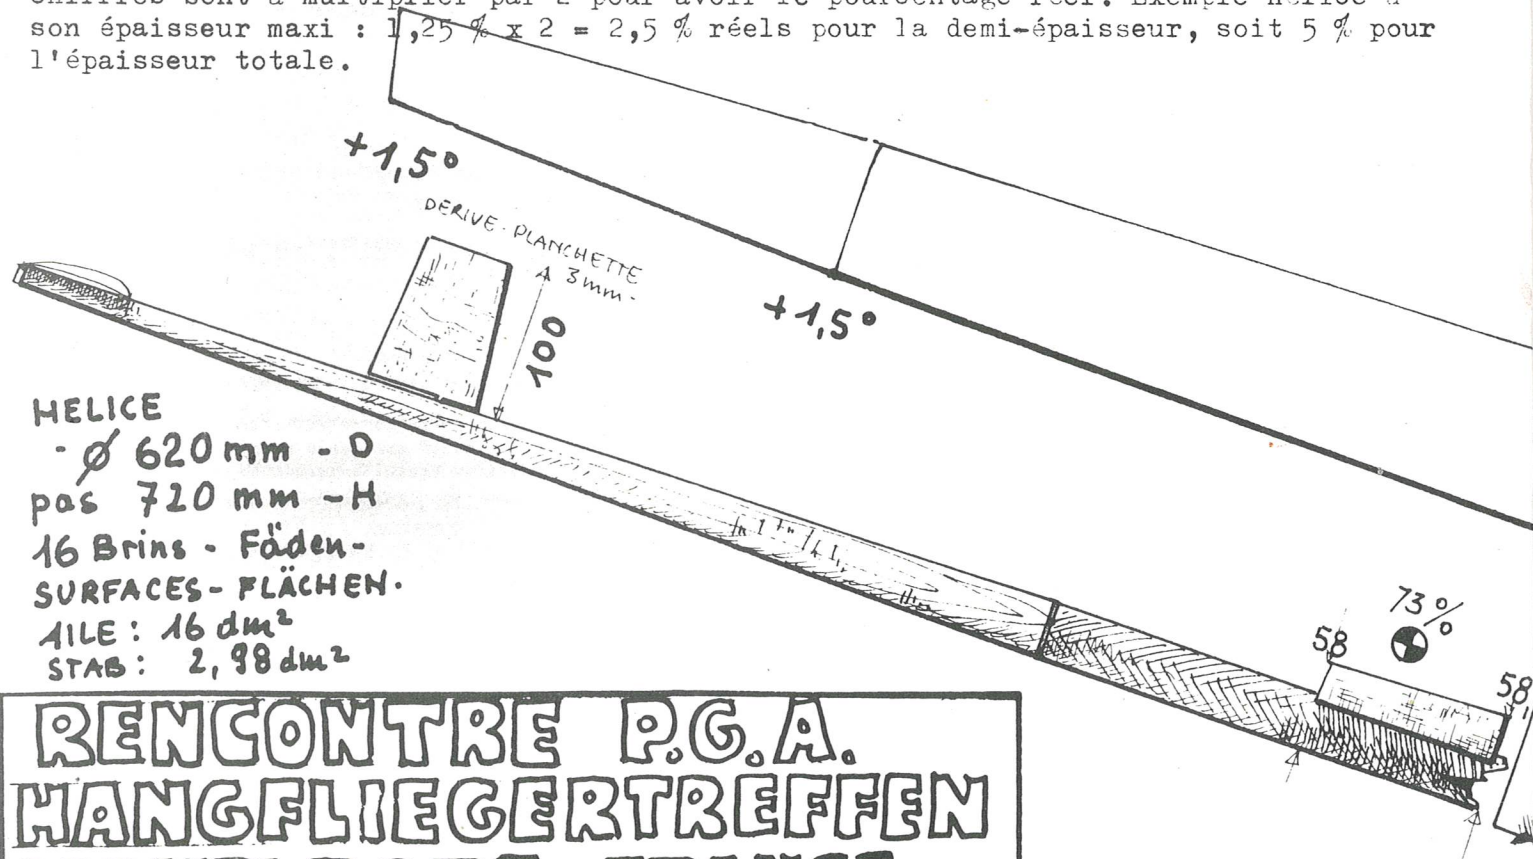 son épaisseur maxi : 1,25 % x 2 = 2,5 % réels pour la demi-épaisseur, soit 5 % pour
l'épaisseur totale.
+1,5°
DERIVE - PLANCHETTE
3mm-
100
+1,5°
HELICE
- Ø 620 mm - D
pas 720 mm - H
16 Brins - Fäden-
SURFACES - FLÄCHEN.
AILE : 16 dm²
STAB : 2,98 dm²
73 %
58
58
RENCONTRE P.G.A.
HANGFLIEGERTREFFEN